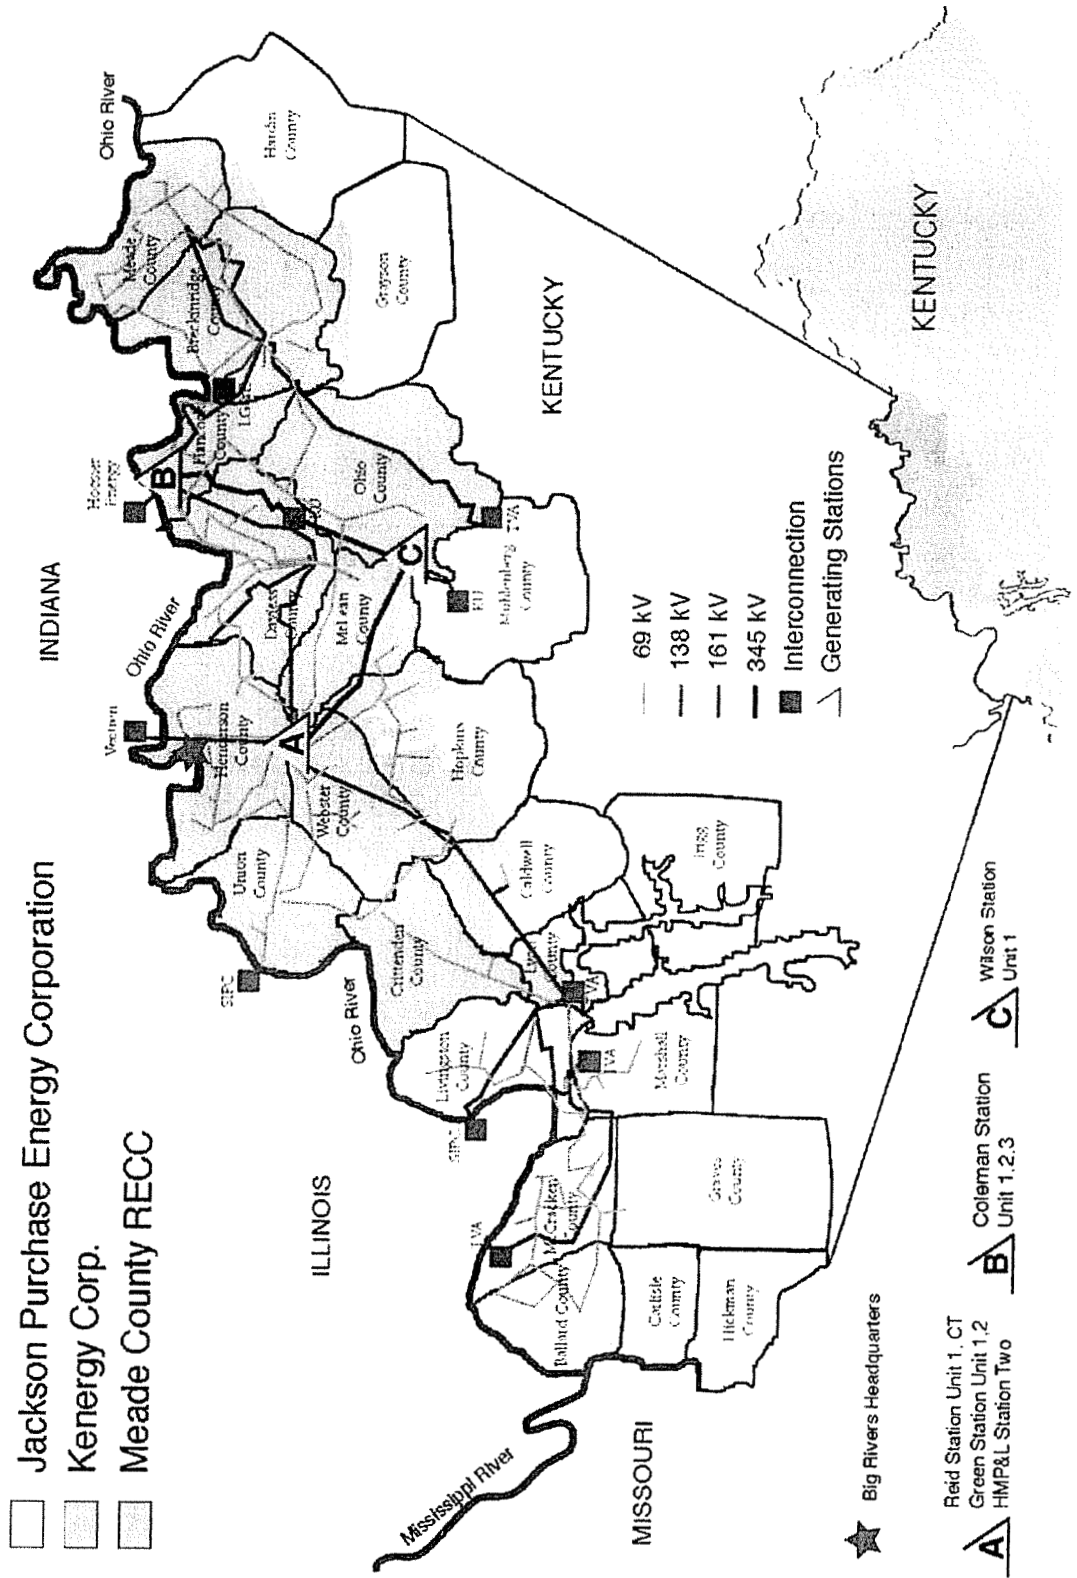 Jackson Purchase Energy Corporation
Kenergy Corp.
Meade County RECC
INDIANA
ILLINOIS
MISSOURI
KENTUCKY
KENTUCKY
Ohio River
Ohio River
Ohio River
Mississippi River
Hoosier
Energy
Vectren
SIPC
SIPC
TVA
TVA
TVA
TVA
KU
KU
Meade
County
Breckinridge
County
Hardin
County
Grayson
County
Hancock
County
Ohio
County
Daviess
County
McLean
County
Muhlenberg
County
Henderson
County
Webster
County
Hopkins
County
Union
County
Crittenden
County
Caldwell
County
Trigg
County
Livingston
County
Marshall
County
McCracken
County
Graves
County
Ballard County
Carlisle
County
Hickman
County
A
B
C
69 kV
138 kV
161 kV
345 kV
Interconnection
Generating Stations
Big Rivers Headquarters
A
Reid Station Unit 1, CT
Green Station Unit 1,2
HMP&L Station Two
B
Coleman Station
Unit 1,2,3
C
Wilson Station
Unit 1